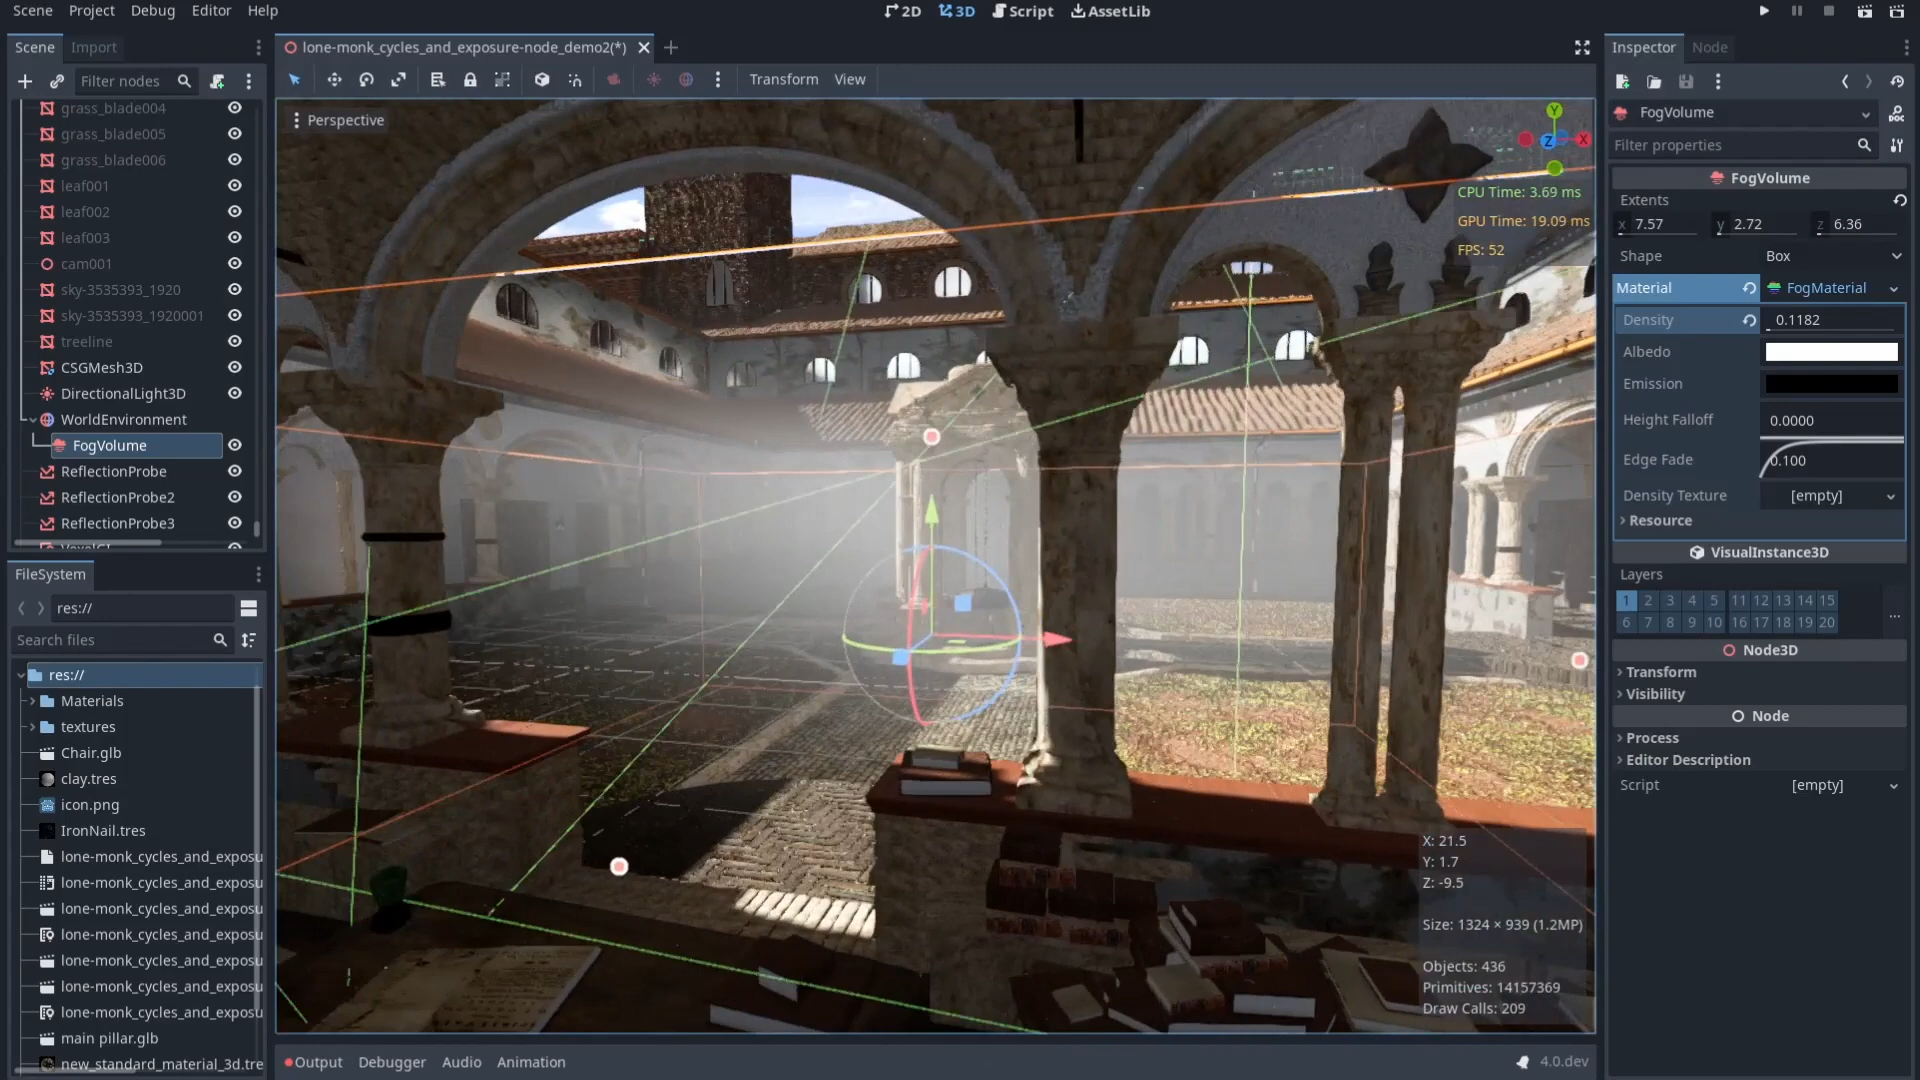 Scene Project Debug Editor Help
2D 3D Script AssetLib
Scene Import
Filter nodes
grass_blade004
grass_blade005
grass_blade006
leaf001
leaf002
leaf003
cam001
sky-3535393_1920
sky-3535393_1920001
treeline
CSGMesh3D
DirectionalLight3D
WorldEnvironment
FogVolume
ReflectionProbe
ReflectionProbe2
ReflectionProbe3
VoxelGI
FileSystem
res://
Search files
res://
Materials
textures
Chair.glb
clay.tres
icon.png
IronNail.tres
lone-monk_cycles_and_exposu
lone-monk_cycles_and_exposu
lone-monk_cycles_and_exposu
lone-monk_cycles_and_exposu
lone-monk_cycles_and_exposu
lone-monk_cycles_and_exposu
lone-monk_cycles_and_exposu
main pillar.glb
new_standard_material_3d.tre
lone-monk_cycles_and_exposure-node_demo2(*)
Transform View
Perspective
Y
Z X
CPU Time: 3.69 ms
GPU Time: 19.09 ms
FPS: 52
X: 21.5
Y: 1.7
Z: -9.5
Size: 1324 × 939 (1.2MP)
Objects: 436
Primitives: 14157369
Draw Calls: 209
Output Debugger Audio Animation
4.0.dev
Inspector Node
FogVolume
Filter properties
FogVolume
Extents
x 7.57 y 2.72 z 6.36
Shape Box
Material FogMaterial
Density 0.1182
Albedo
Emission
Height Falloff 0.0000
Edge Fade 0.100
Density Texture [empty]
Resource
VisualInstance3D
Layers
1 2 3 4 5 11 12 13 14 15
6 7 8 9 10 16 17 18 19 20
...
Node3D
Transform
Visibility
Node
Process
Editor Description
Script [empty]